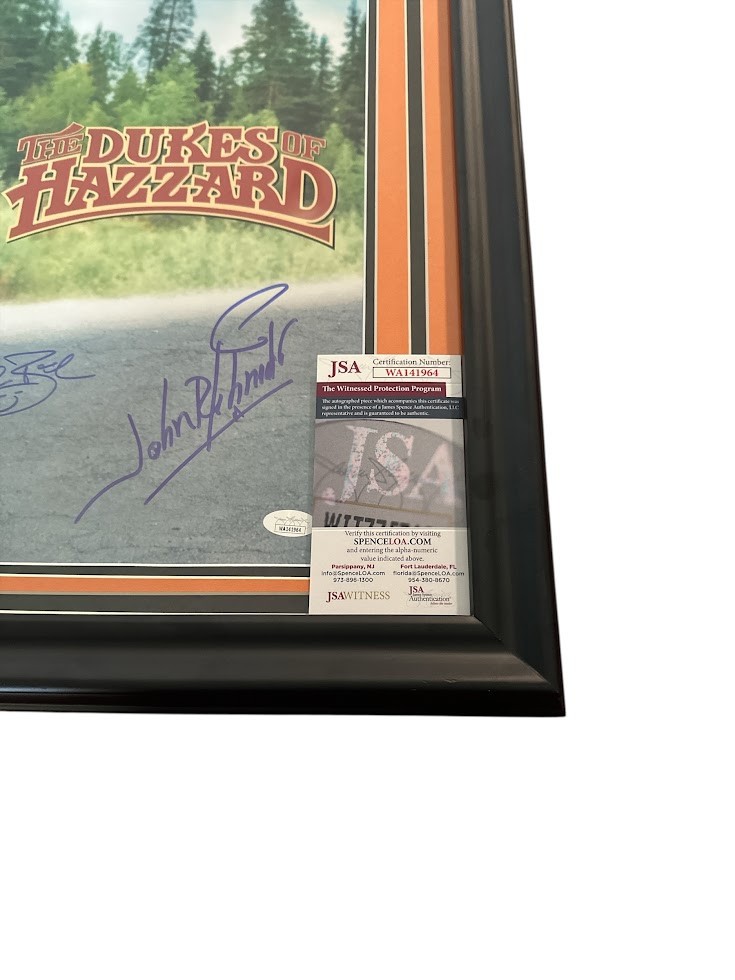 THE DUKES OF
HAZZARD
John Schneider
JSA
Certification Number:
WA141964
The Witnessed Protection Program
The autographed piece which accompanies this certificate was
signed in the presence of a James Spence Authentication, LLC
representative and is guaranteed to be authentic.
JSA
WA141964
Verify this certification by visiting
SPENCELOA.COM
and entering the alpha-numeric
value indicated above.
Parsippany, NJ
info@SpenceLOA.com
973-898-1300
Fort Lauderdale, FL
florida@SpenceLOA.com
954-380-8670
JSAWITNESS
JSA
Authentication